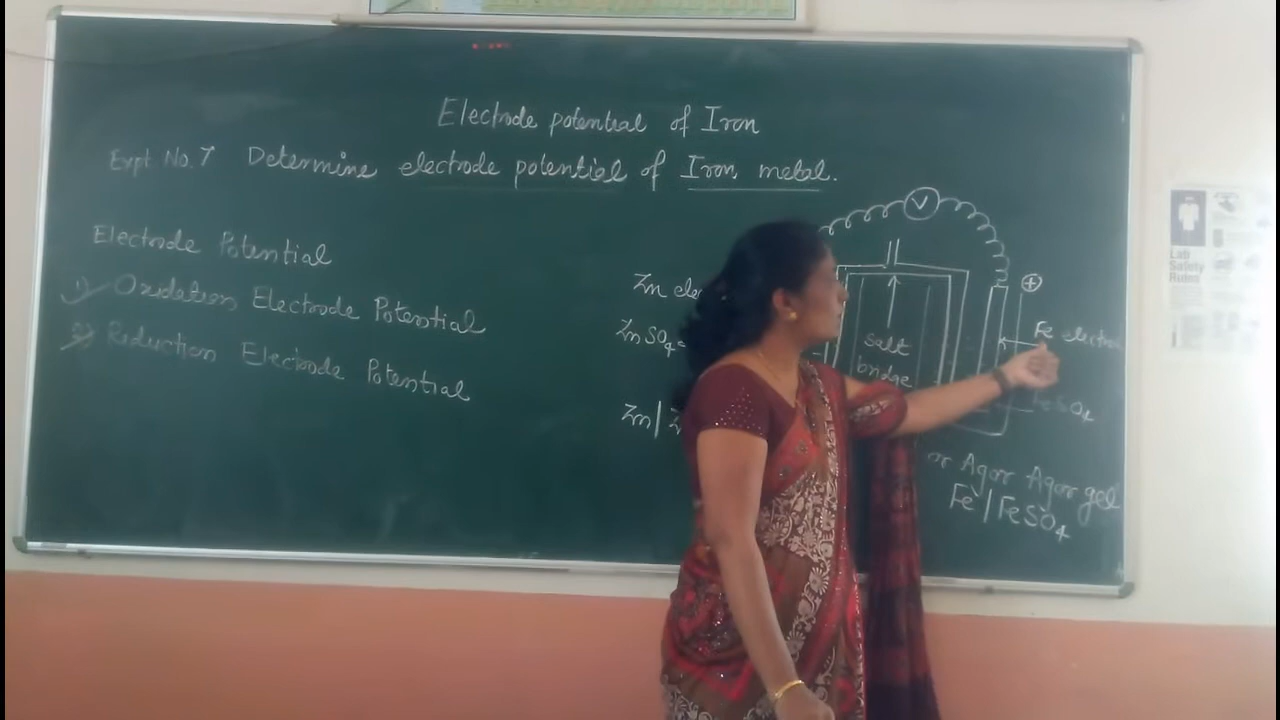 Electrode potential of Iron
Expt. No. 7 Determine electrode potential of Iron metal.
Electrode Potential
1) Oxidation Electrode Potential
2) Reduction Electrode Potential
V
Zn
+
Fe
ZnSO4
salt
bridge
FeSO4
Zn|
or Agar Agar gel
Fe/FeSO4
Lab
Safety
Rules